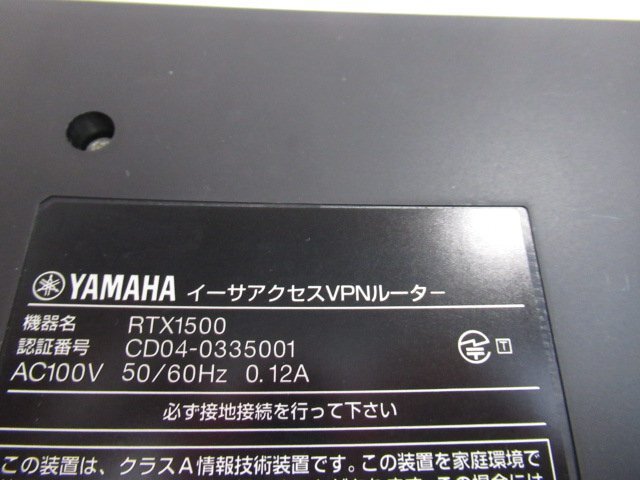 YAMAHA イーサアクセスVPNルーター
機器名 RTX1500
認証番号 CD04-0335001
AC100V 50/60Hz 0.12A
T
必ず接地接続を行って下さい
この装置は、クラスA情報技術装置です。この装置を家庭環境で